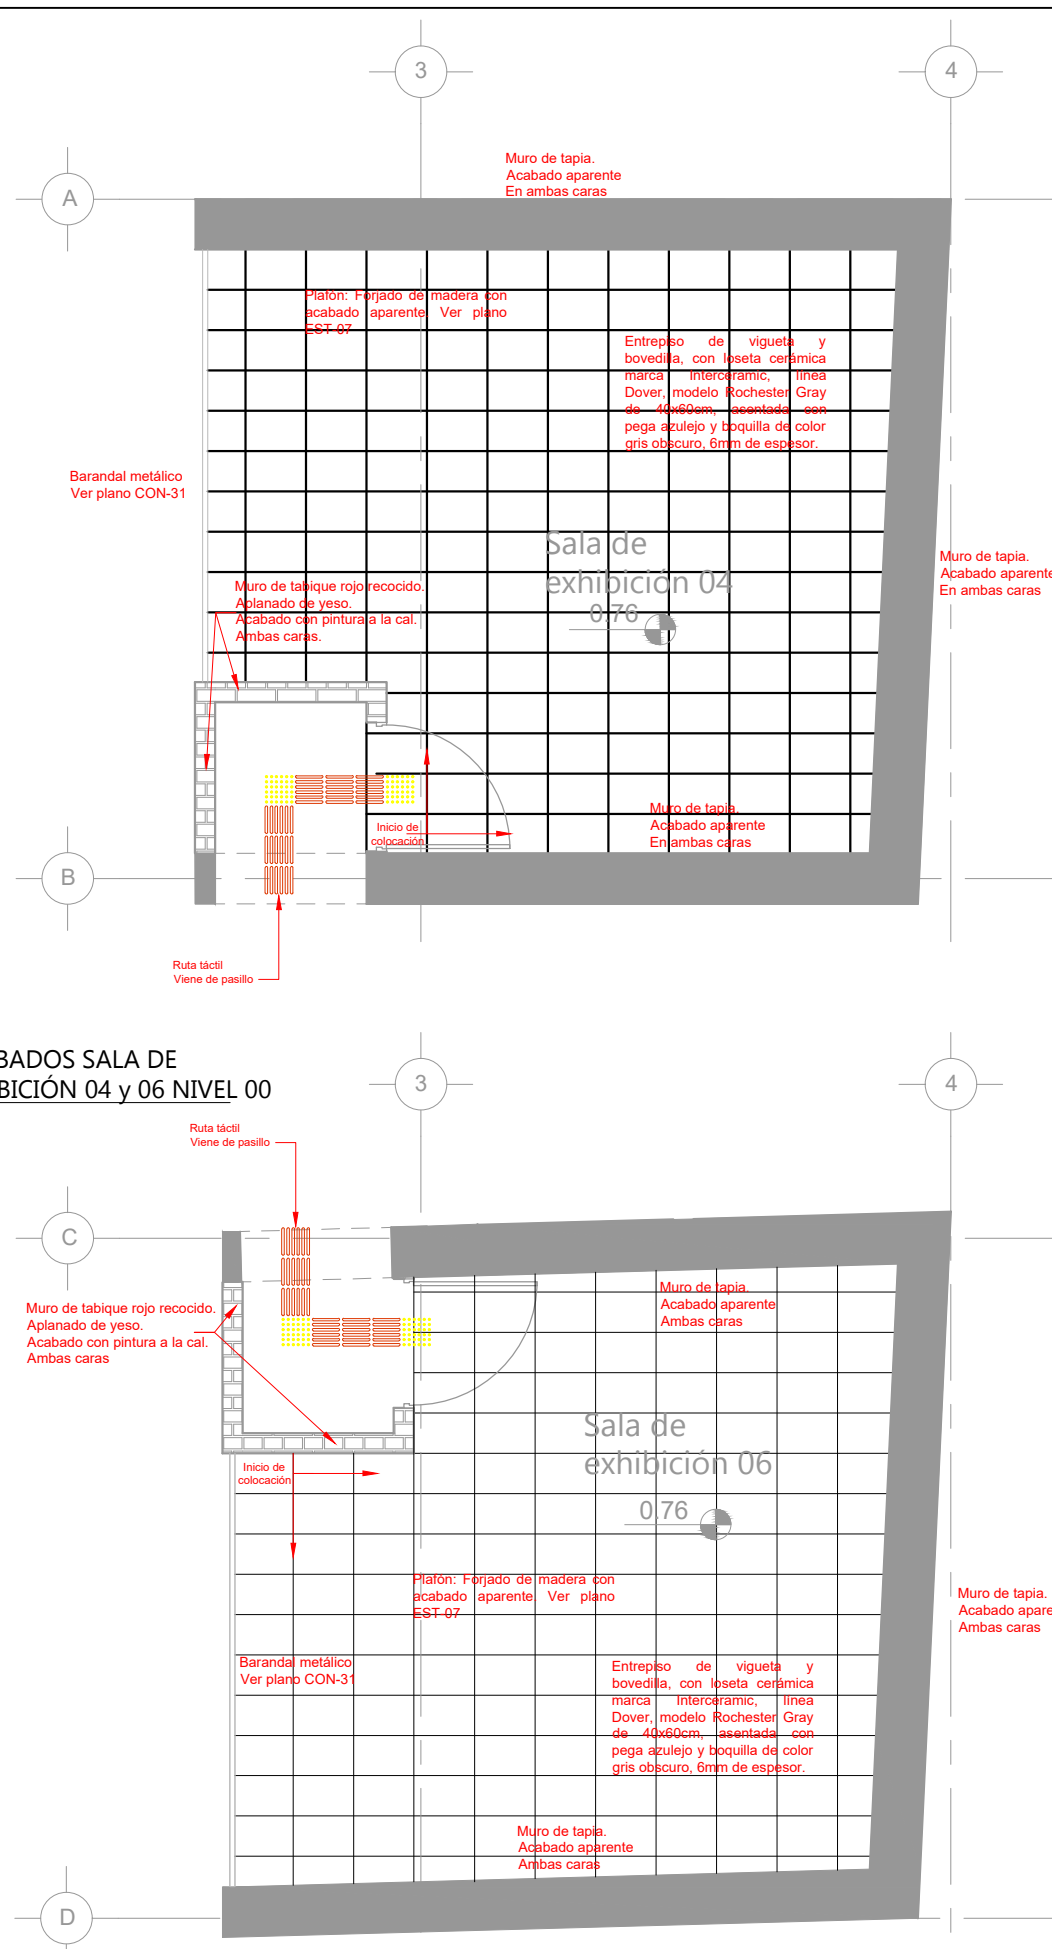 3
4
Muro de tapia.
Acabado aparente
En ambas caras
A
Plafón: Forjado de madera con
acabado aparente. Ver plano
EST-07
Entrepiso de vigueta y
bovedilla, con loseta cerámica
marca Interceramic, línea
Dover, modelo Rochester Gray
de 40x60cm, asentada con
pega azulejo y boquilla de color
gris obscuro, 6mm de espesor.
Barandal metálico
Ver plano CON-31
Sala de
exhibición 04
0.76
Muro de tapia.
Acabado aparente
En ambas caras
Muro de tabique rojo recocido.
Aplanado de yeso.
Acabado con pintura a la cal.
Ambas caras.
Inicio de
colocación
Muro de tapia.
Acabado aparente
En ambas caras
B
Ruta táctil
Viene de pasillo
BADOS SALA DE
BICIÓN 04 y 06 NIVEL 00
3
4
Ruta táctil
Viene de pasillo
C
Muro de tabique rojo recocido.
Aplanado de yeso.
Acabado con pintura a la cal.
Ambas caras
Muro de tapia.
Acabado aparente
Ambas caras
Sala de
exhibición 06
0.76
Inicio de
colocación
Plafón: Forjado de madera con
acabado aparente. Ver plano
EST-07
Muro de tapia.
Acabado apare
Ambas caras
Barandal metálico
Ver plano CON-31
Entrepiso de vigueta y
bovedilla, con loseta cerámica
marca Interceramic, línea
Dover, modelo Rochester Gray
de 40x60cm, asentada con
pega azulejo y boquilla de color
gris obscuro, 6mm de espesor.
Muro de tapia.
Acabado aparente
Ambas caras
D